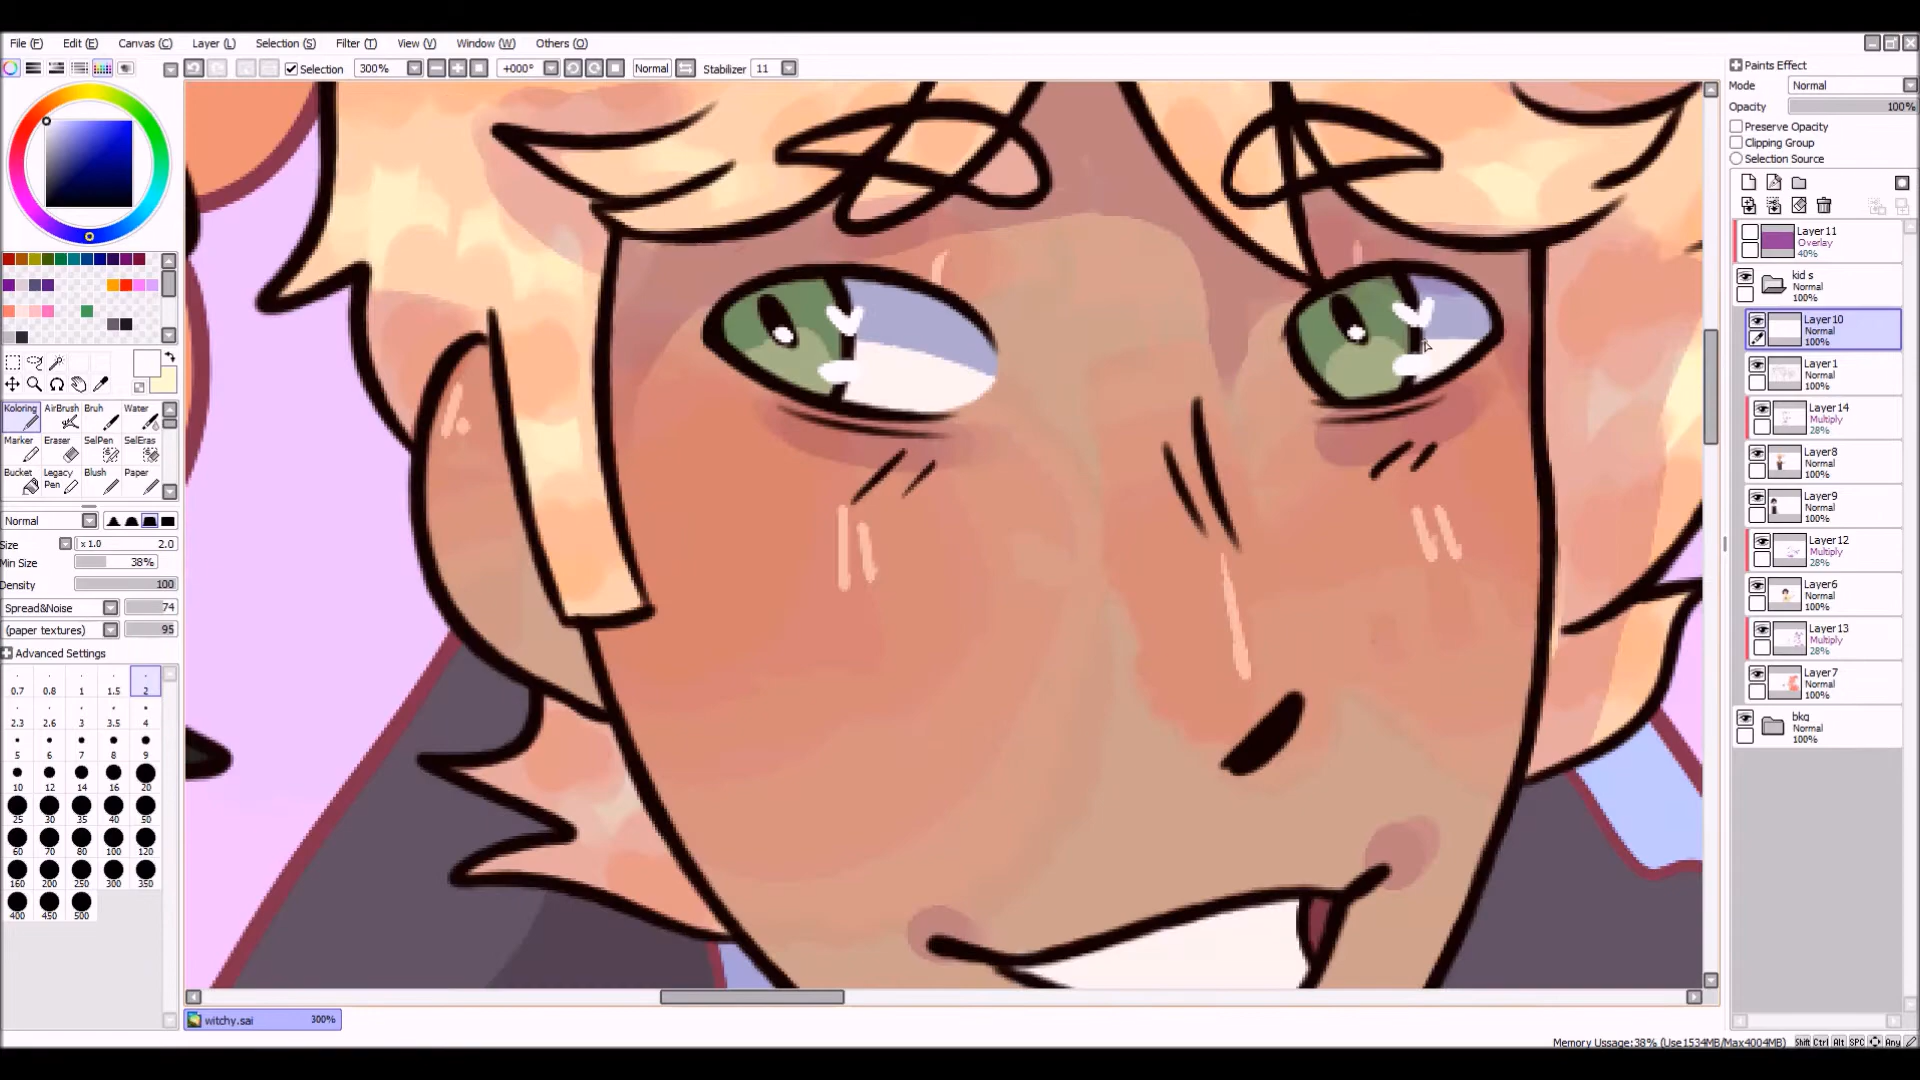 File (F) Edit (E) Canvas (C) Layer (L) Selection (S) Filter (T) View (V) Window (W) Others (O)
Selection 300% +000° Normal Stabilizer 11
Paints Effect
Mode Normal
Opacity 100%
Preserve Opacity
Clipping Group
Selection Source
Layer11
Overlay
40%
kid s
Normal
100%
Layer10
Normal
100%
Layer1
Normal
100%
Layer14
Multiply
28%
Layer8
Normal
100%
Layer9
Normal
100%
Layer12
Multiply
28%
Layer6
Normal
100%
Layer13
Multiply
28%
Layer7
Normal
100%
bkg
Normal
100%
Koloring AirBrush Bruh Water
Marker Eraser SelPen SelEras
Bucket Legacy Pen Blush Paper
Normal
Size x 1.0 2.0
Min Size 38%
Density 100
Spread&Noise 74
(paper textures) 95
Advanced Settings
0.7 0.8 1 1.5 2
2.3 2.6 3 3.5 4
5 6 7 8 9
10 12 14 16 20
25 30 35 40 50
60 70 80 100 120
160 200 250 300 350
400 450 500
witchy.sai 300%
Memory Ussage:38% (Use1534MB/Max4004MB) Shift Ctrl Alt SPC Any